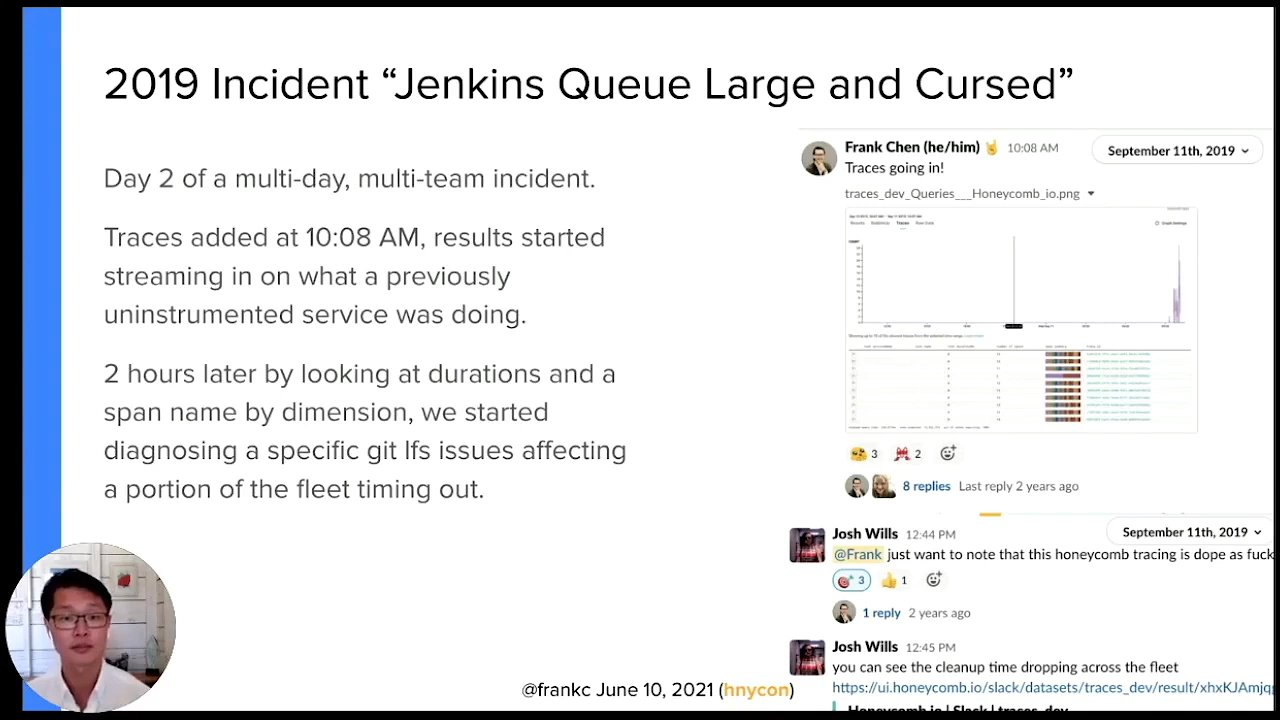 2019 Incident “Jenkins Queue Large and Cursed”
Day 2 of a multi-day, multi-team incident.
Traces added at 10:08 AM, results started
streaming in on what a previously
uninstrumented service was doing.
2 hours later by looking durations and a
span name by dimension we started
diagnosing a specific git lfs issues affecting
a portion of the fleet timing out.
Frank Chen (he/him) 10:08 AM
September 11th, 2019
Traces going in!
traces_dev_Queries___Honeycomb_io.png
3 2
8 replies Last reply 2 years ago
Josh Wills 12:44 PM
September 11th, 2019
@Frank just want to note that this honeycomb tracing is dope as fuck
3 1
1 reply 2 years ago
Josh Wills 12:45 PM
you can see the cleanup time dropping across the fleet
https://ui.honeycomb.io/slack/datasets/traces_dev/result/xhxKJAmjq
Honeycomb.io | Slack | traces_dev
@frankc June 10, 2021 (hnycon)